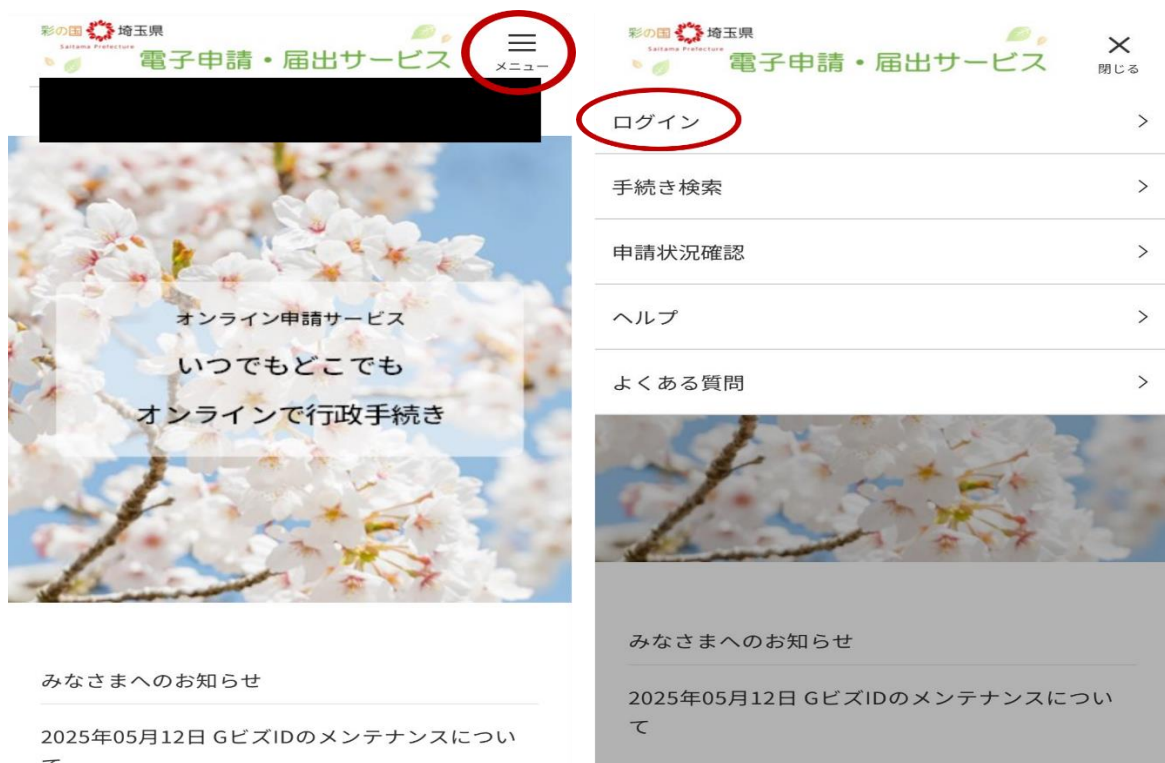 彩の国 埼玉県
Saitama Prefecture
電子申請・届出サービス
メニュー
オンライン申請サービス
いつでもどこでも
オンラインで行政手続き
みなさまへのお知らせ
2025年05月12日 GビズIDのメンテナンスについ
て
彩の国 埼玉県
Saitama Prefecture
電子申請・届出サービス
閉じる
ログイン
手続き検索
申請状況確認
ヘルプ
よくある質問
みなさまへのお知らせ
2025年05月12日 GビズIDのメンテナンスについ
て